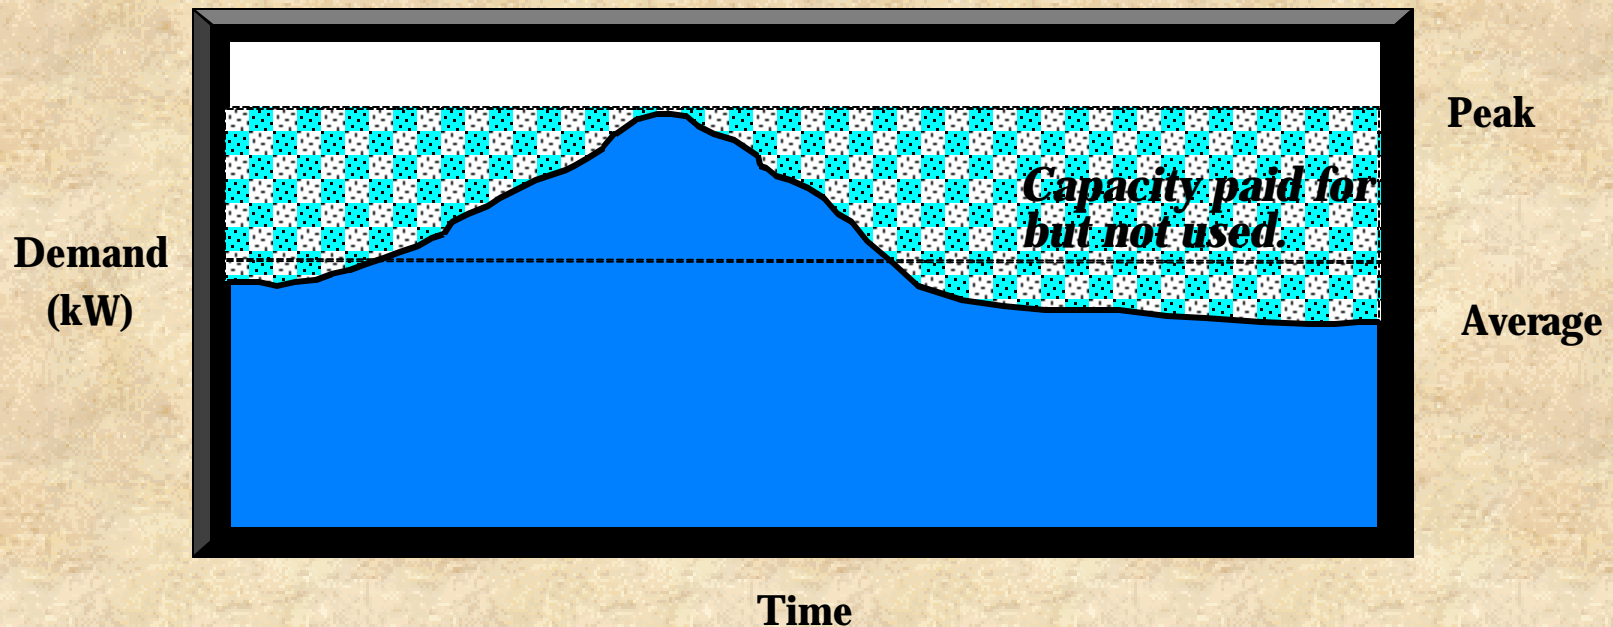 Peak
Capacity paid for
but not used.
Demand
(kW)
Average
Time